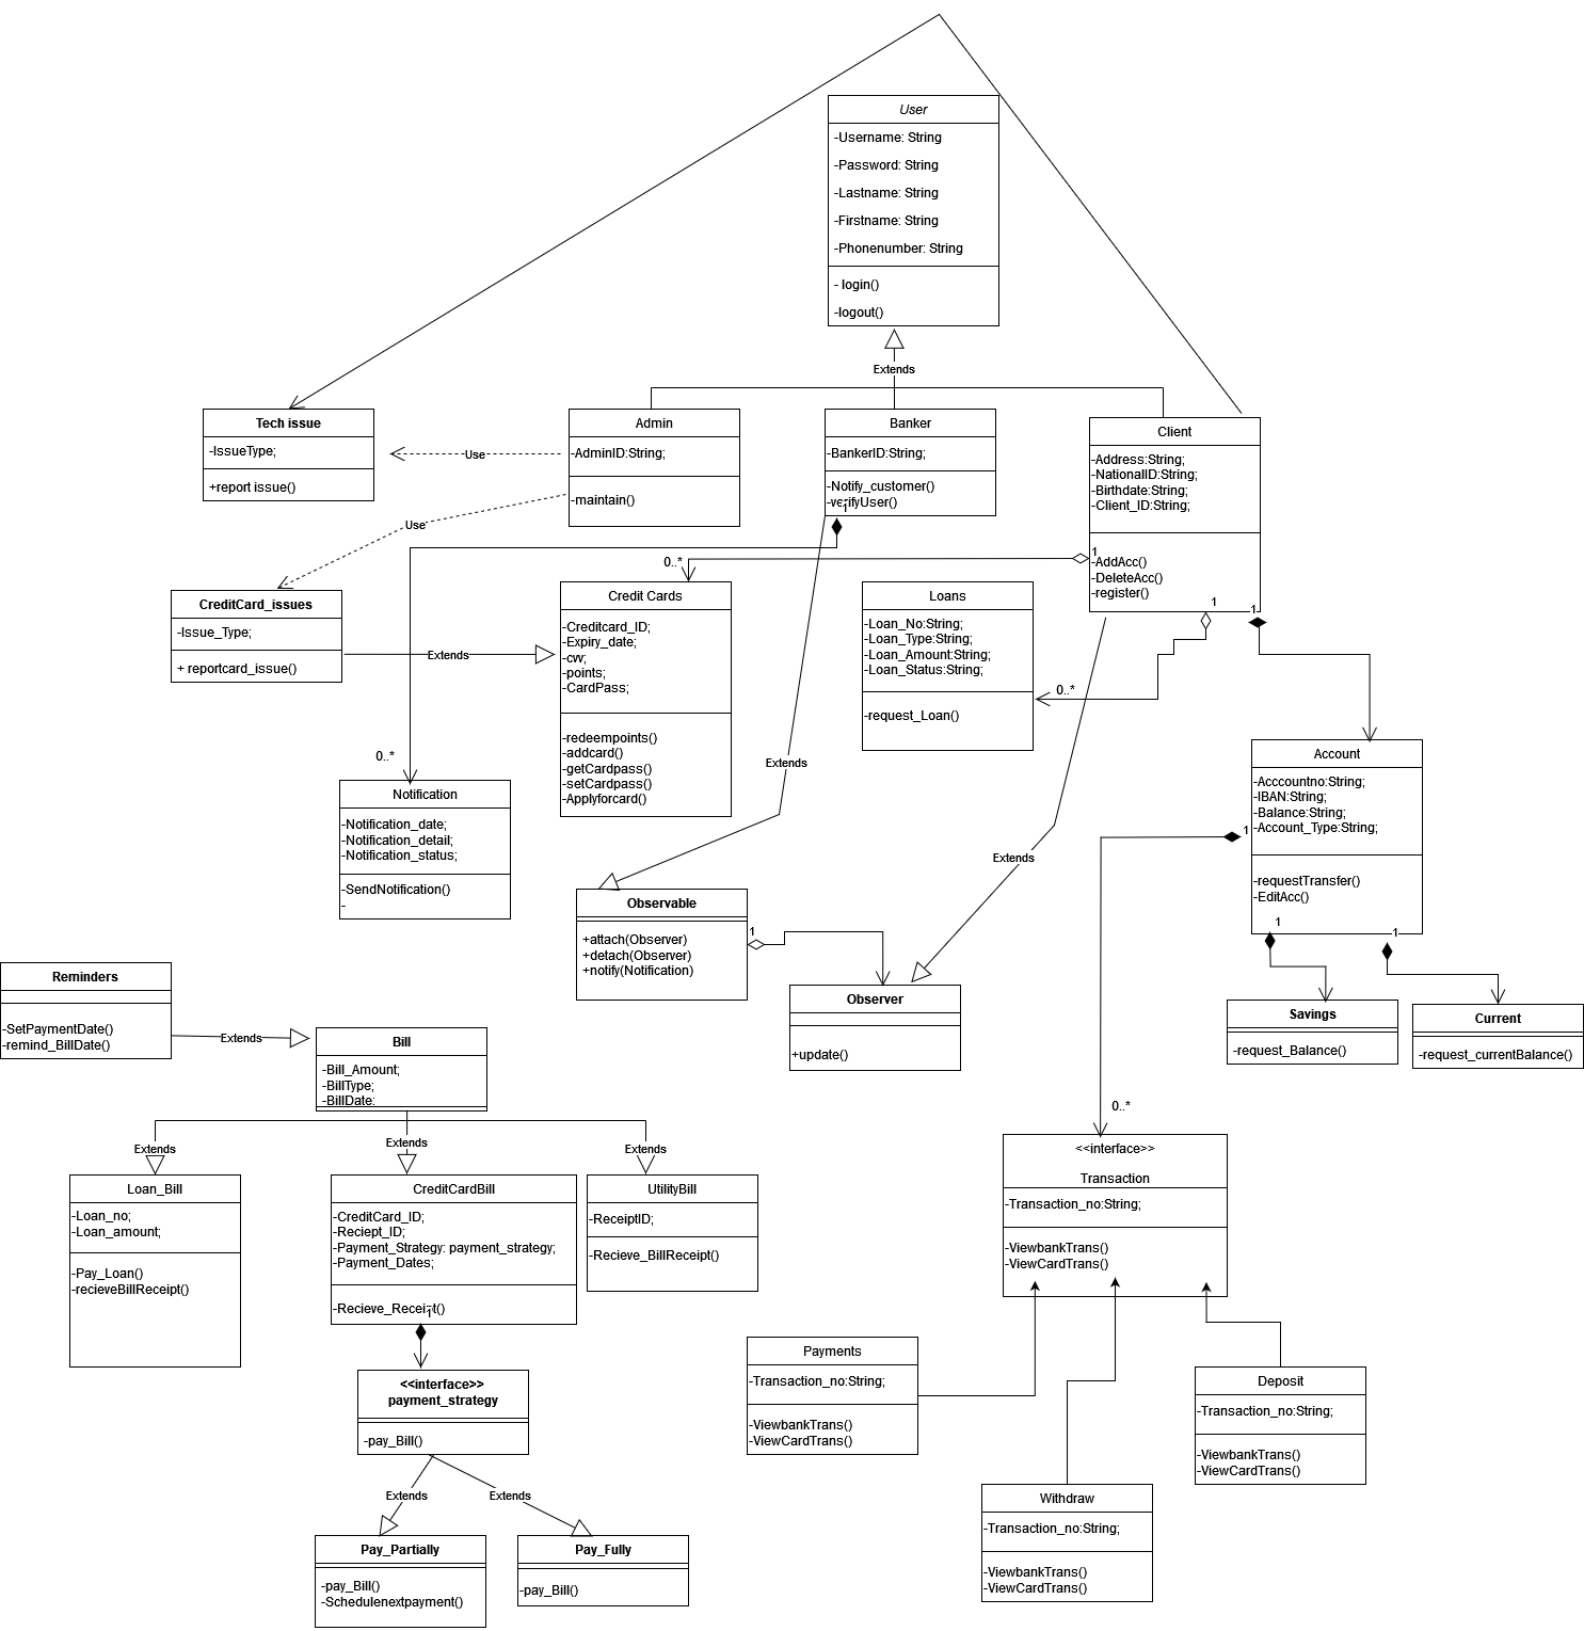 User
-Username: String
-Password: String
-Lastname: String
-Firstname: String
-Phonenumber: String
- login()
-logout()
Extends
Tech issue
-IssueType;
+report issue()
Use
Admin
-AdminID:String;
-maintain()
Use
Banker
-BankerID:String;
-Notify_customer()
-verifyUser()
1
Client
-Address:String;
-NationalID:String;
-Birthdate:String;
-Client_ID:String;
1
-AddAcc()
-DeleteAcc()
-register()
1
1
CreditCard_issues
-Issue_Type;
+ reportcard_issue()
Extends
0..*
Credit Cards
-Creditcard_ID;
-Expiry_date;
-cvv;
-points;
-CardPass;
-redeempoints()
-addcard()
-getCardpass()
-setCardpass()
-Applyforcard()
Loans
-Loan_No:String;
-Loan_Type:String;
-Loan_Amount:String;
-Loan_Status:String;
-request_Loan()
0..*
0..*
Notification
-Notification_date;
-Notification_detail;
-Notification_status;
-SendNotification()
-
Extends
Extends
Account
-Acccountno:String;
-IBAN:String;
-Balance:String;
-Account_Type:String;
1
-requestTransfer()
-EditAcc()
1
1
Observable
+attach(Observer)
+detach(Observer)
+notify(Notification)
1
Observer
+update()
Savings
-request_Balance()
Current
-request_currentBalance()
Reminders
-SetPaymentDate()
-remind_BillDate()
Extends
Bill
-Bill_Amount;
-BillType;
-BillDate:
Extends
Extends
Extends
0..*
Loan_Bill
-Loan_no;
-Loan_amount;
-Pay_Loan()
-recieveBillReceipt()
CreditCardBill
-CreditCard_ID;
-Reciept_ID;
-Payment_Strategy: payment_strategy;
-Payment_Dates;
-Recieve_Receipt()
1
UtilityBill
-ReceiptID;
-Recieve_BillReceipt()
<<interface>>
Transaction
-Transaction_no:String;
-ViewbankTrans()
-ViewCardTrans()
<<interface>>
payment_strategy
-pay_Bill()
Extends
Extends
Payments
-Transaction_no:String;
-ViewbankTrans()
-ViewCardTrans()
Deposit
-Transaction_no:String;
-ViewbankTrans()
-ViewCardTrans()
Withdraw
-Transaction_no:String;
-ViewbankTrans()
-ViewCardTrans()
Pay_Partially
-pay_Bill()
-Schedulenextpayment()
Pay_Fully
-pay_Bill()